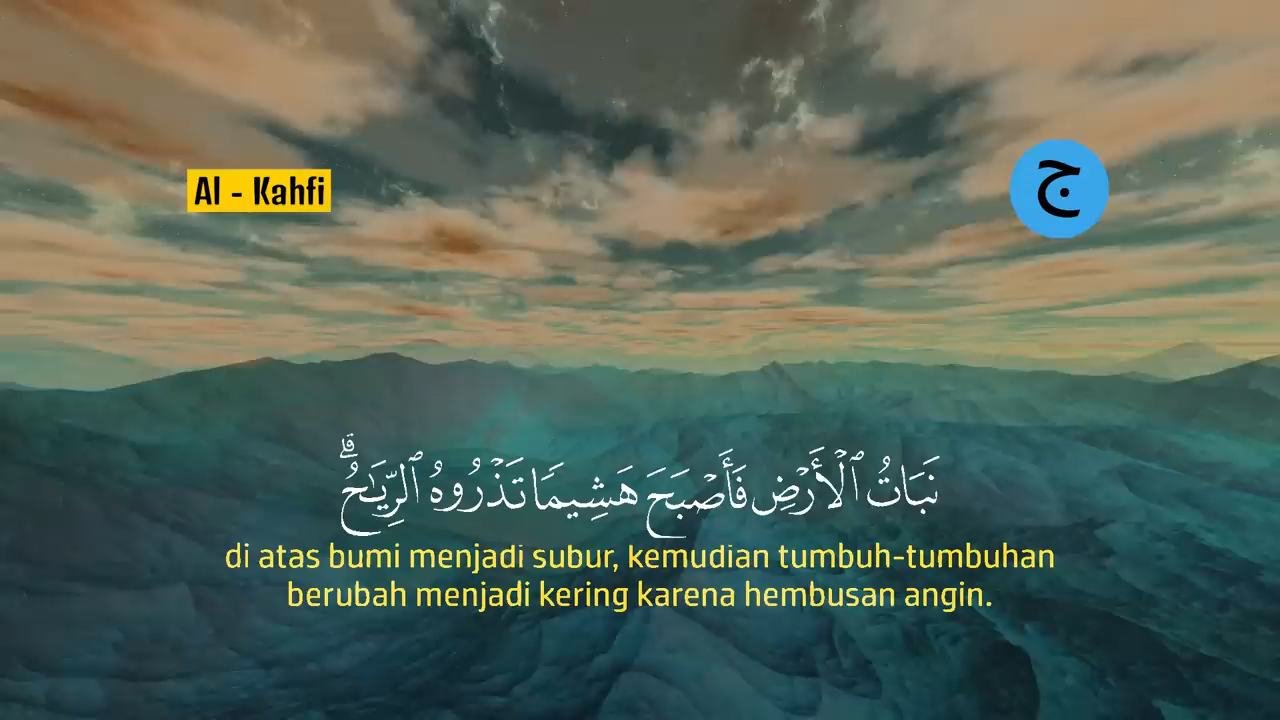 Al - Kahfi
ج
نَبَاتُ ٱلۡأَرۡضِ فَأَصۡبَحَ هَشِيمَا تَذۡرُوهُ ٱلرِّيَٰحُۗ
di atas bumi menjadi subur, kemudian tumbuh-tumbuhan
berubah menjadi kering karena hembusan angin.